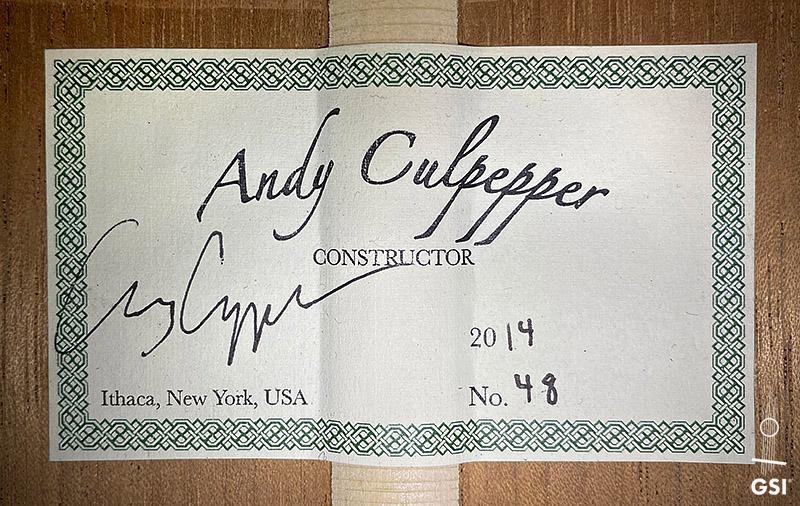 Andy Culpepper
CONSTRUCTOR
2014
Ithaca, New York, USA
No. 48
GSI